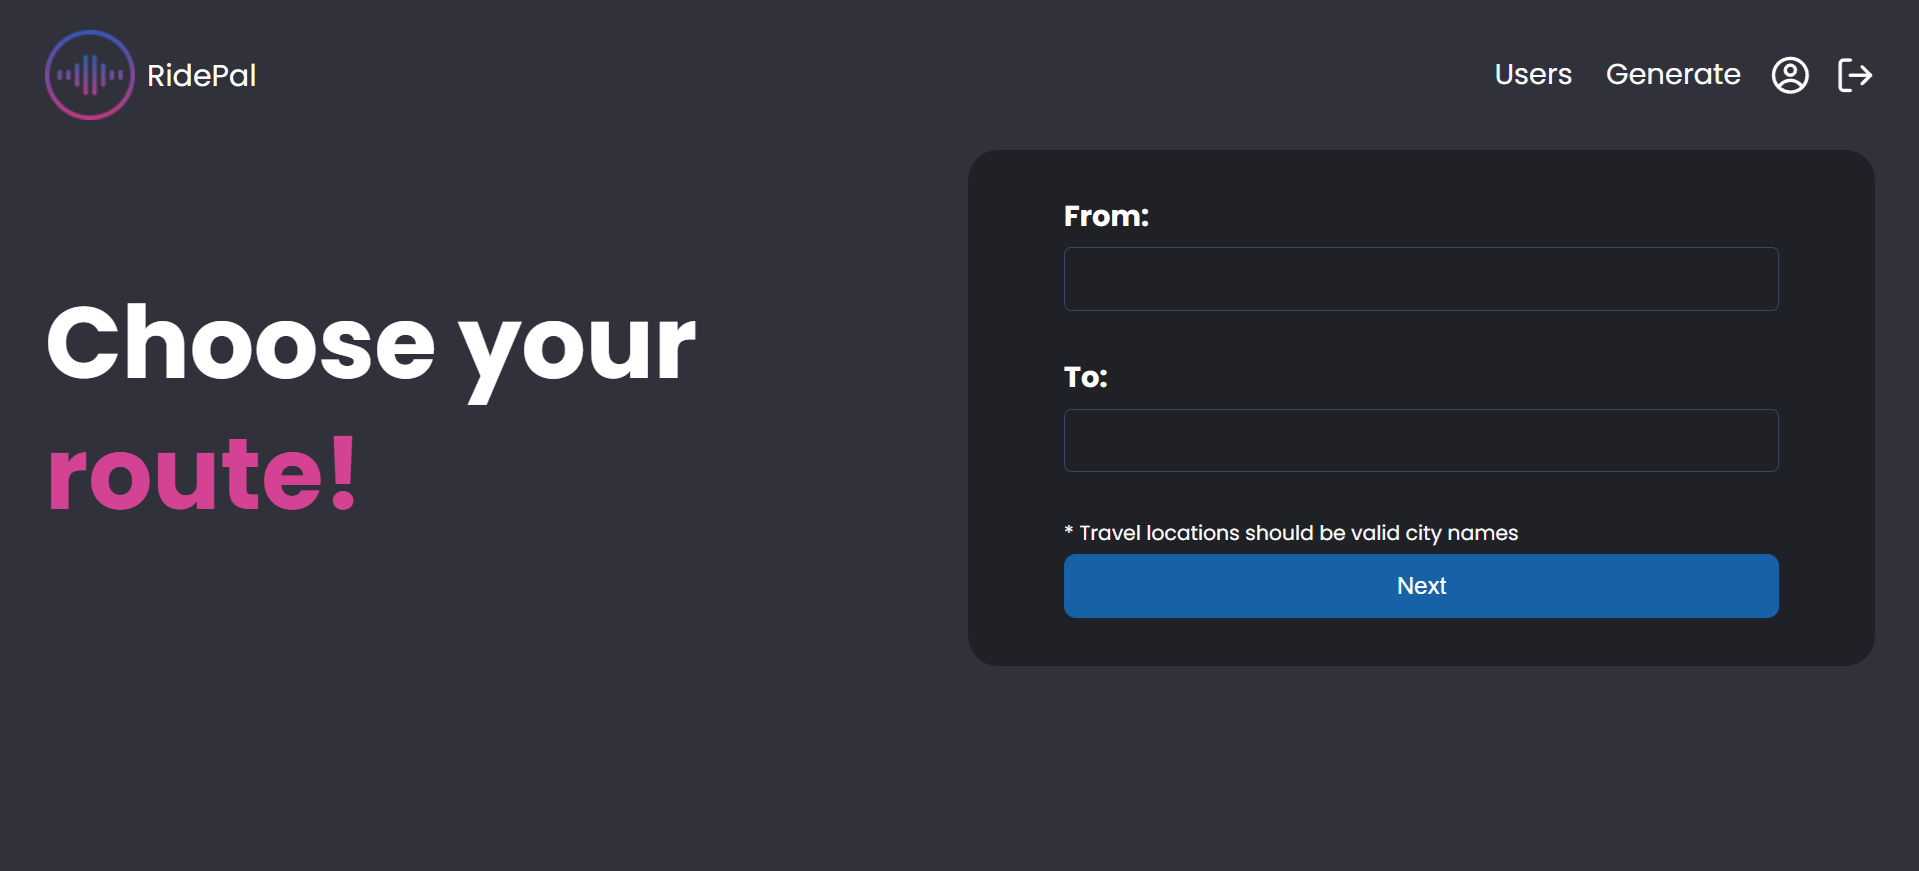 RidePal
Users
Generate
Choose your
route!
From:
To:
* Travel locations should be valid city names
Next